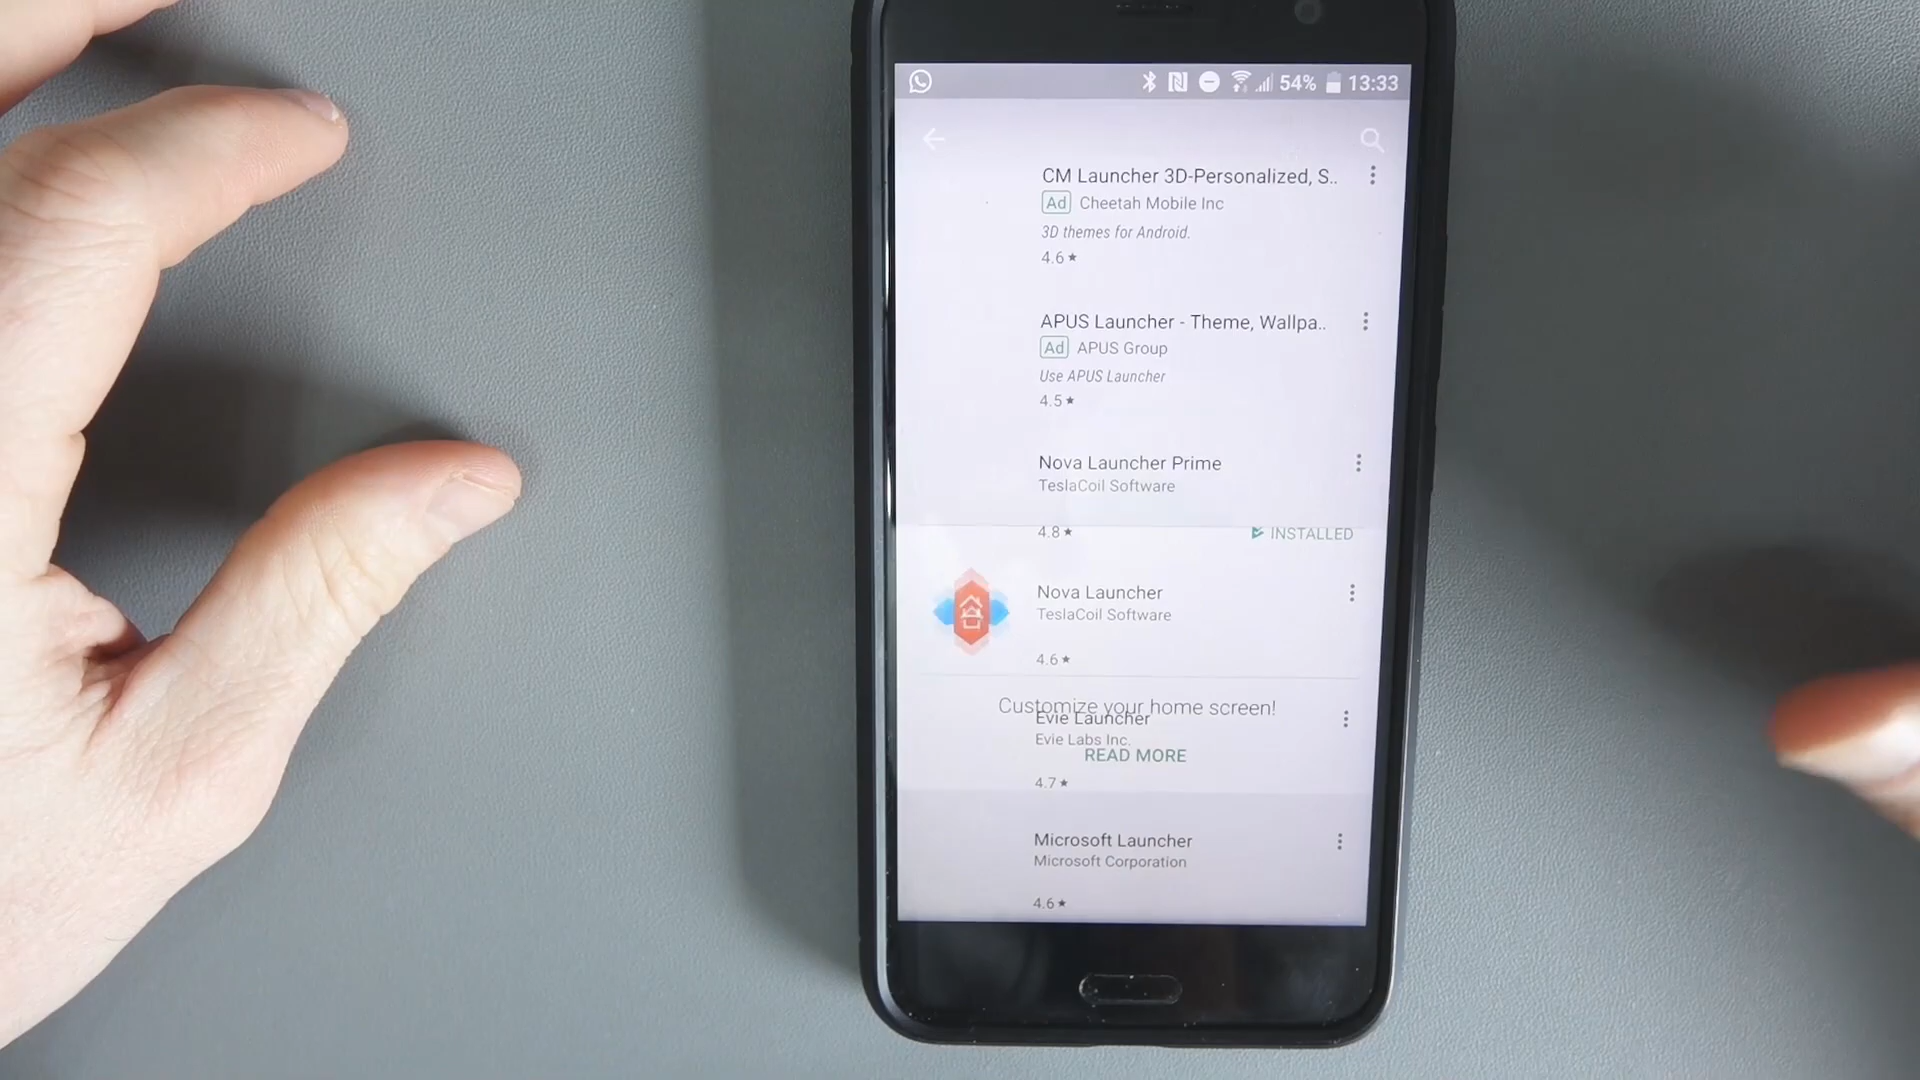 54% 13:33
CM Launcher 3D-Personalized, S..
Ad Cheetah Mobile Inc
3D themes for Android.
4.6★
APUS Launcher - Theme, Wallpa..
Ad APUS Group
Use APUS Launcher
4.5★
Nova Launcher Prime
TeslaCoil Software
4.8★ INSTALLED
Nova Launcher
TeslaCoil Software
4.6★
Customize your home screen!
Evie Launcher
Evie Labs Inc.
READ MORE
4.7★
Microsoft Launcher
Microsoft Corporation
4.6★